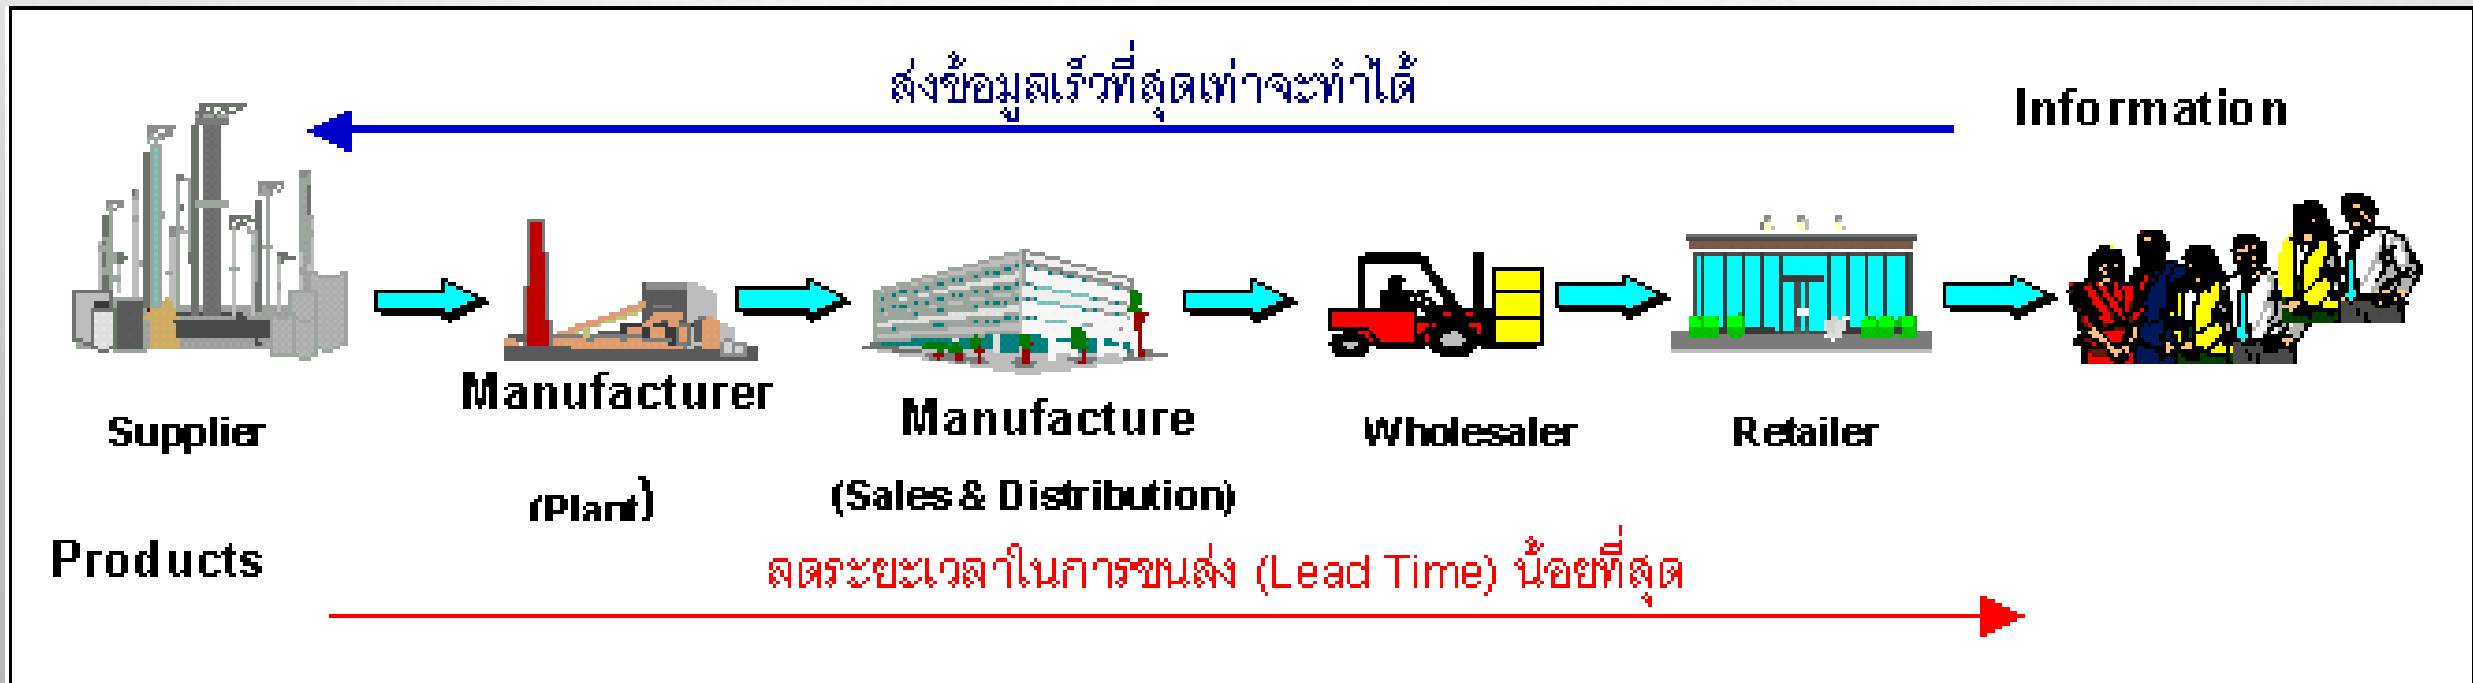 ส่งข้อมูลเร็วที่สุดเท่าจะทำได้
Information
Manufacturer
Manufacture
Supplier
Wholesaler
Retailer
(Plant)
(Sales & Distribution)
Products
ลดระยะเวลาในการขนส่ง (Lead Time) น้อยที่สุด